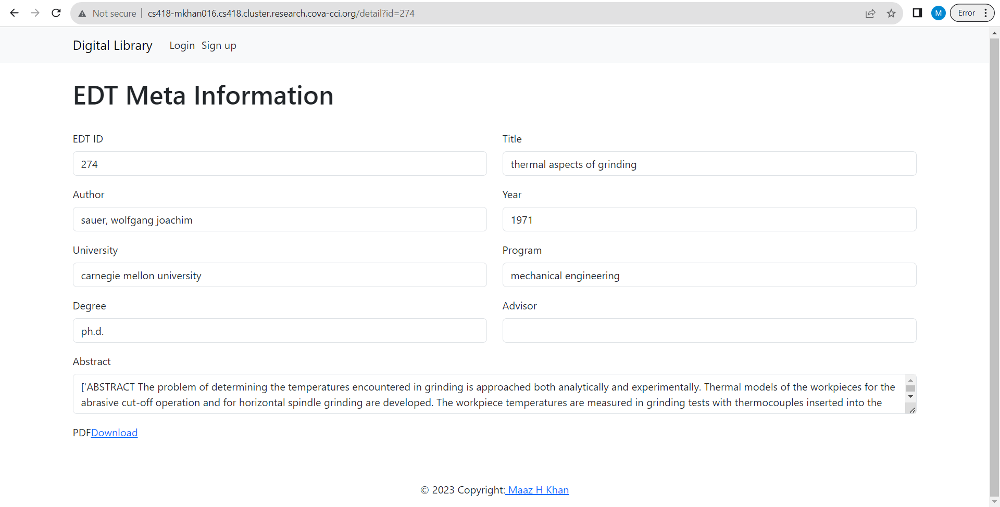 Not secure | cs418-mkhan016.cs418.cluster.research.cova-cci.org/detail?id=274
M
Error
Digital Library
Login
Sign up
EDT Meta Information
EDT ID
Title
274
thermal aspects of grinding
Author
Year
sauer, wolfgang joachim
1971
University
Program
carnegie mellon university
mechanical engineering
Degree
Advisor
ph.d.
Abstract
['ABSTRACT The problem of determining the temperatures encountered in grinding is approached both analytically and experimentally. Thermal models of the workpieces for the
abrasive cut-off operation and for horizontal spindle grinding are developed. The workpiece temperatures are measured in grinding tests with thermocouples inserted into the
PDFDownload
© 2023 Copyright: Maaz H Khan